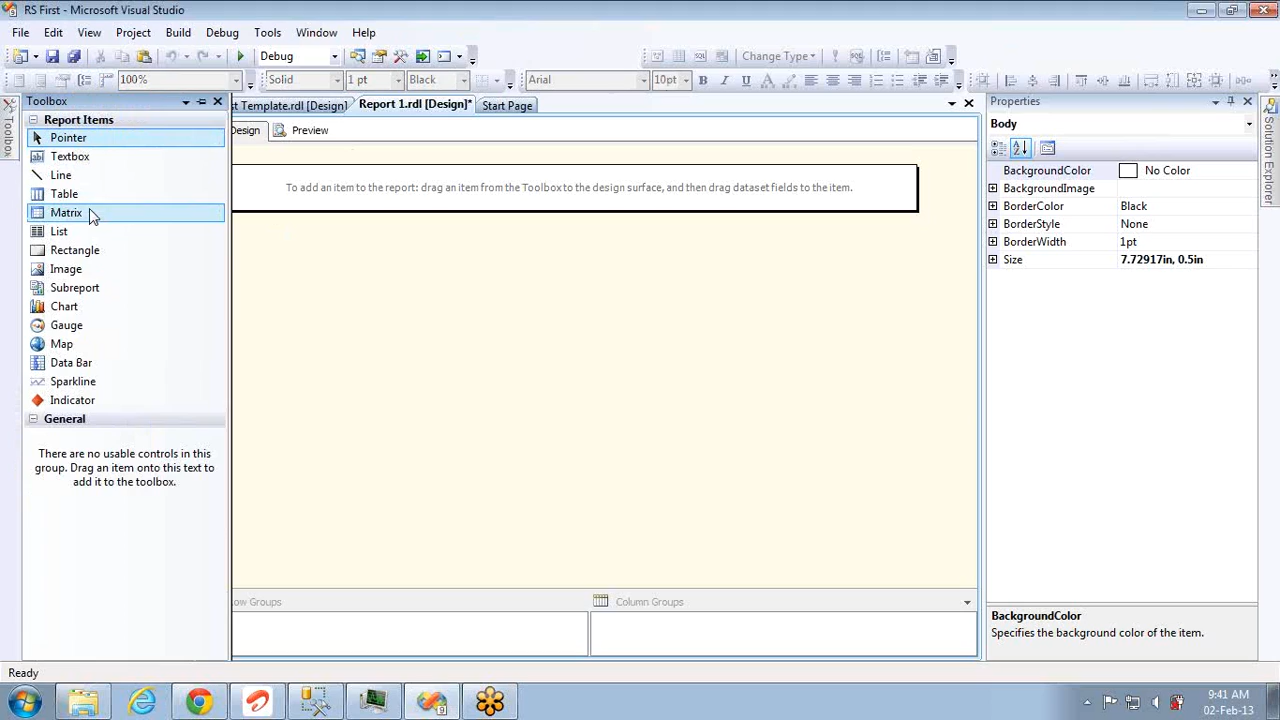 RS First - Microsoft Visual Studio
File Edit View Project Build Debug Tools Window Help
Debug Change Type
100% Solid 1 pt Black Arial 10pt B I U A
Toolbox
t Template.rdl [Design] Report 1.rdl [Design]* Start Page
Properties
Toolbox
Report Items
Pointer
Textbox
Line
Table
Matrix
List
Rectangle
Image
Subreport
Chart
Gauge
Map
Data Bar
Sparkline
Indicator
General
There are no usable controls in this
group. Drag an item onto this text to
add it to the toolbox.
Design Preview
To add an item to the report: drag an item from the Toolbox to the design surface, and then drag dataset fields to the item.
ow Groups Column Groups
Body
BackgroundColor No Color
BackgroundImage
BorderColor Black
BorderStyle None
BorderWidth 1pt
Size 7.72917in, 0.5in
BackgroundColor
Specifies the background color of the item.
Solution Explorer
Ready
9:41 AM
02-Feb-13